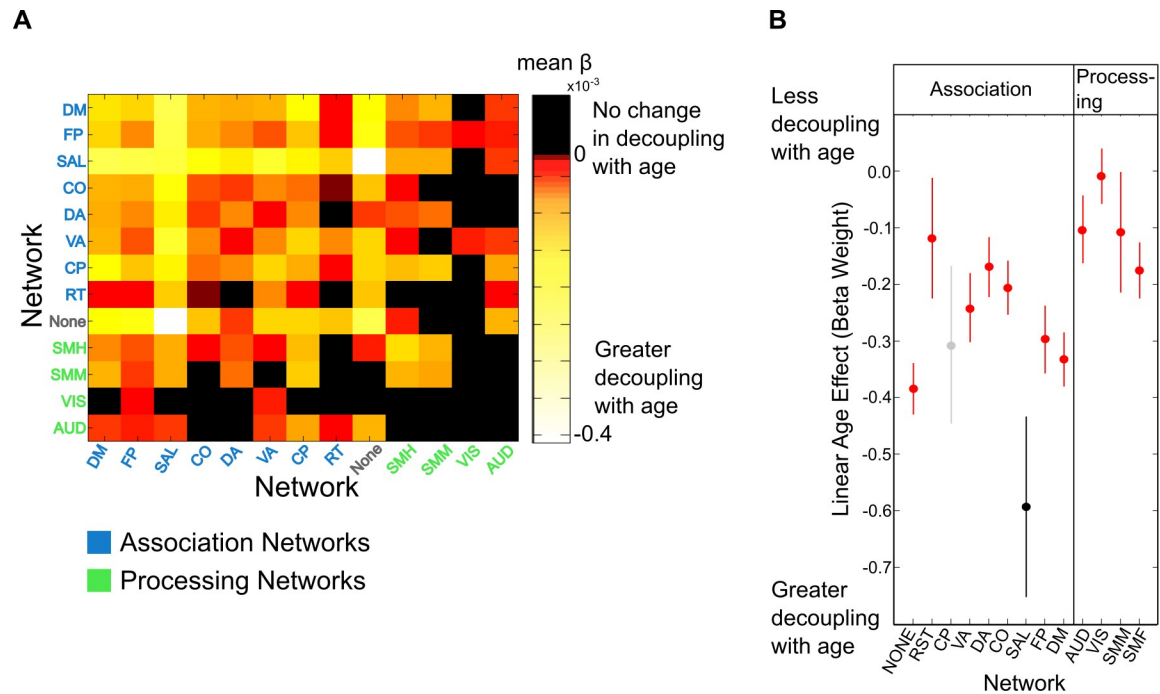 A
mean β
x10⁻³
No change
in decoupling
with age
0
Greater
decoupling
with age
-0.4
Network
DM
FP
SAL
CO
DA
VA
CP
RT
None
SMH
SMM
VIS
AUD
DM
FP
SAL
CO
DA
VA
CP
RT
None
SMH
SMM
VIS
AUD
Network
Association Networks
Processing Networks
B
Less
decoupling
with age
Association
Process-
ing
Linear Age Effect (Beta Weight)
0.0
-0.1
-0.2
-0.3
-0.4
-0.5
-0.6
-0.7
Greater
decoupling
with age
NONE
RST
CP
VA
DA
CO
SAL
FP
DM
AUD
VIS
SMM
SMF
Network